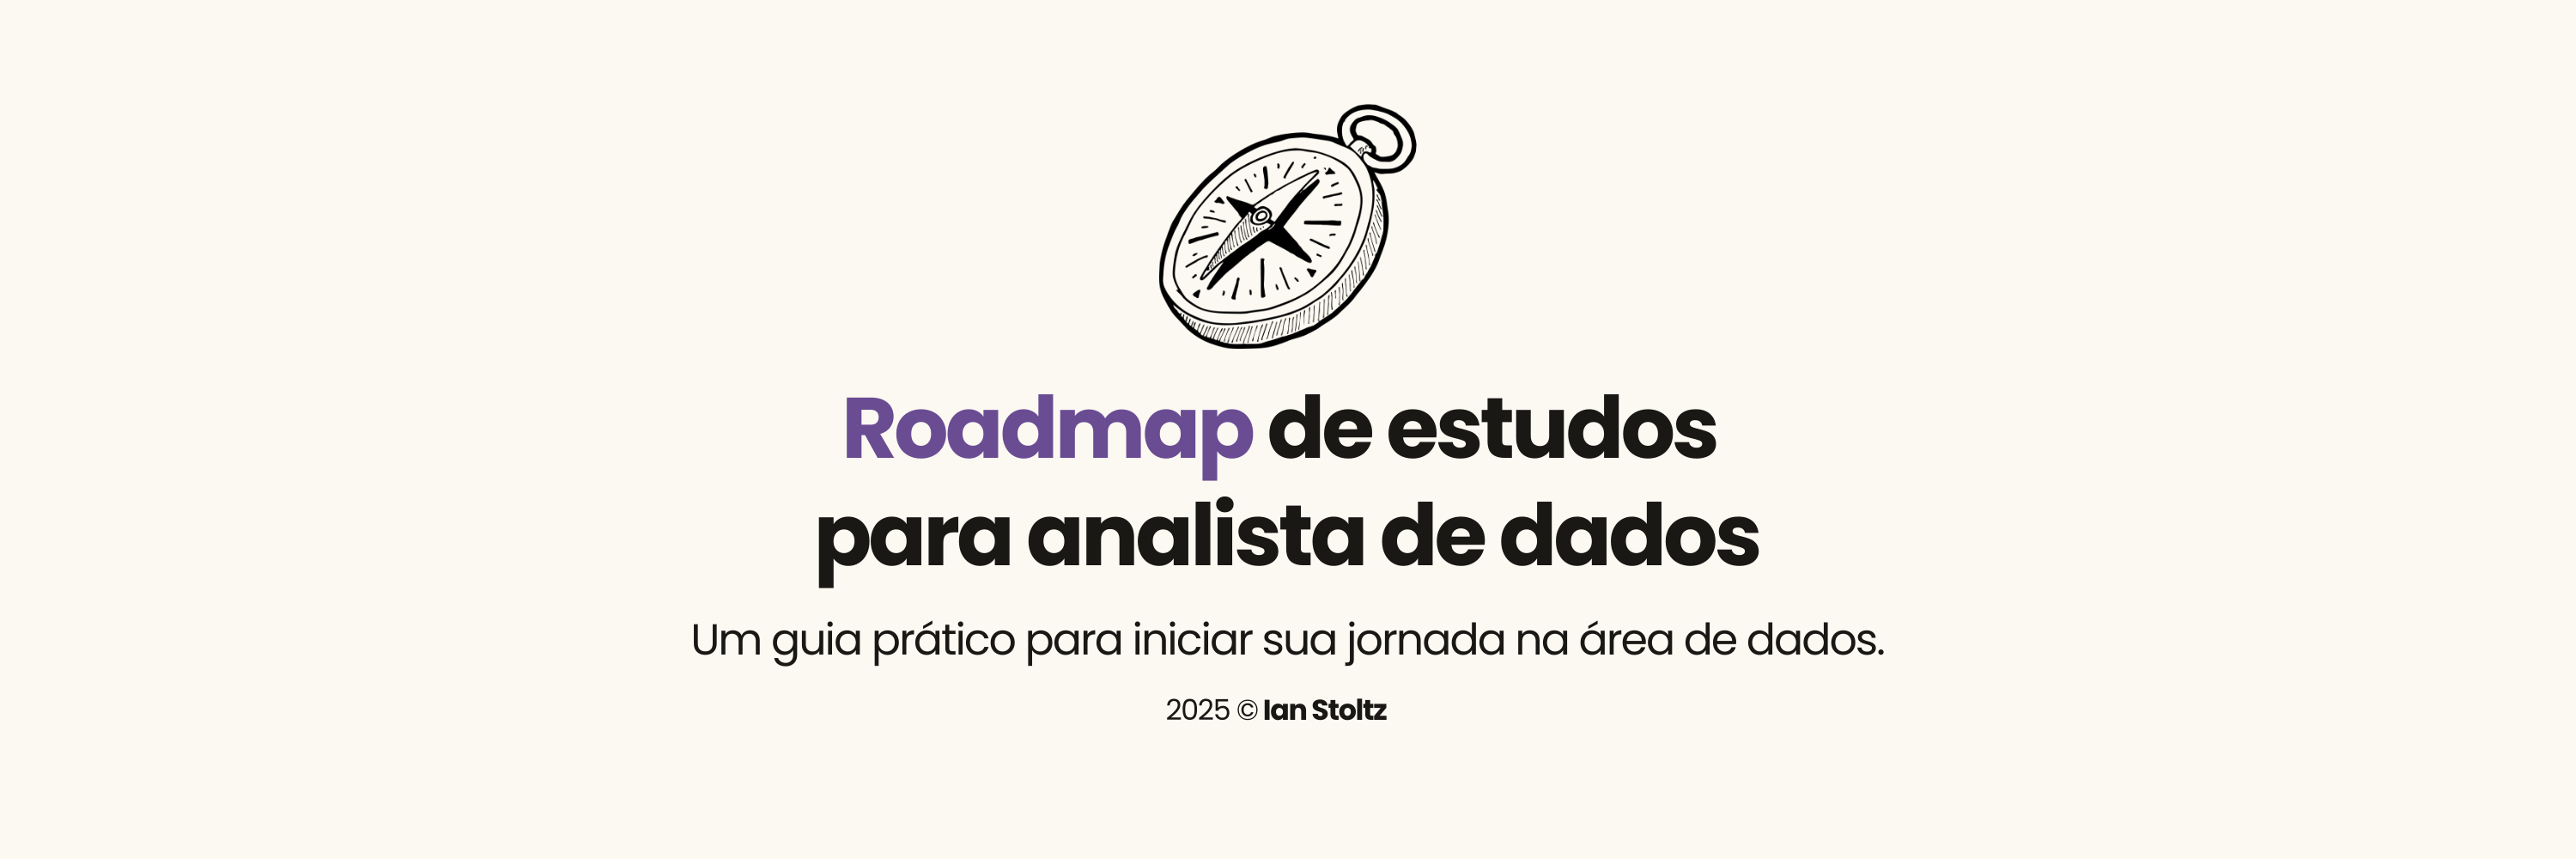 Roadmap de estudos
para analista de dados
Um guia prático para iniciar sua jornada na área de dados.
2025 © Ian Stoltz